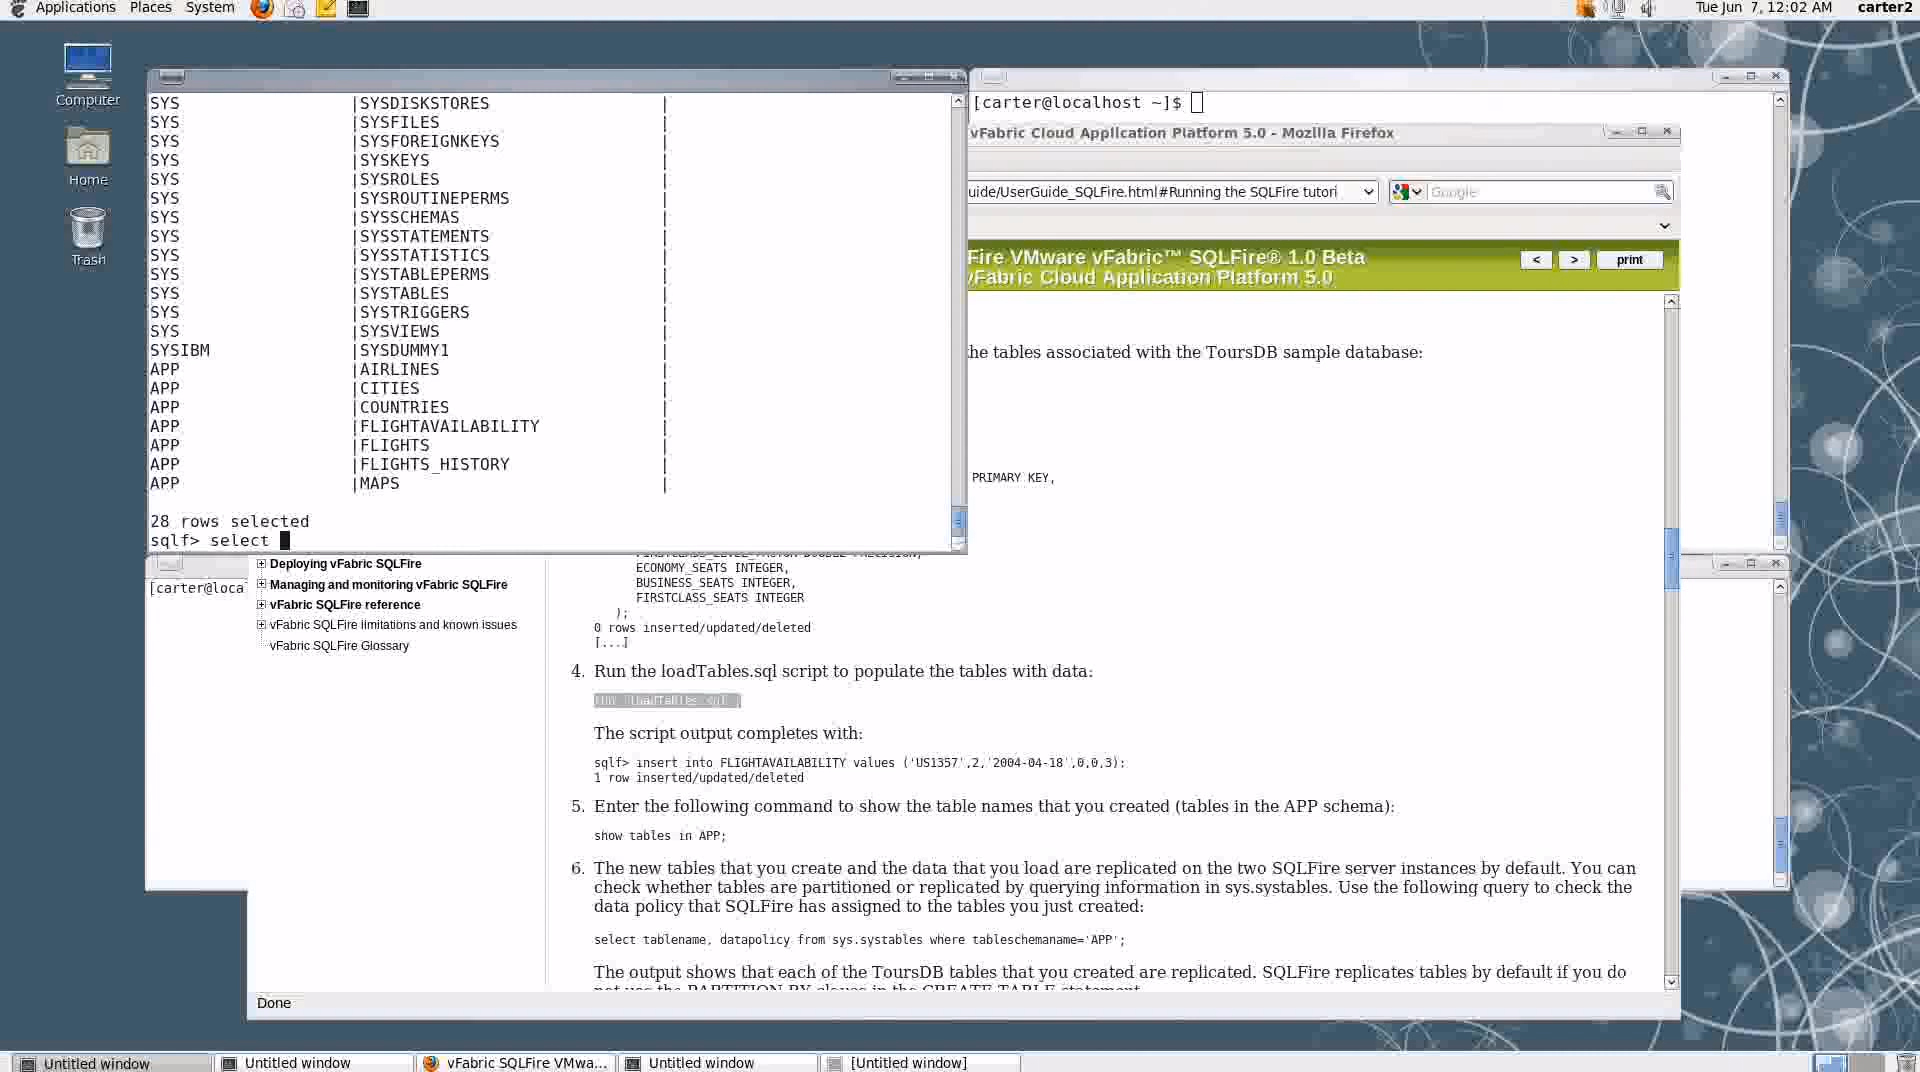 Applications Places System
Tue Jun 7, 12:02 AM carter2
Computer
Home
Trash
SYS |SYSDISKSTORES |
SYS |SYSFILES |
SYS |SYSFOREIGNKEYS |
SYS |SYSKEYS |
SYS |SYSROLES |
SYS |SYSROUTINEPERMS |
SYS |SYSSCHEMAS |
SYS |SYSSTATEMENTS |
SYS |SYSSTATISTICS |
SYS |SYSTABLEPERMS |
SYS |SYSTABLES |
SYS |SYSTRIGGERS |
SYS |SYSVIEWS |
SYSIBM |SYSDUMMY1 |
APP |AIRLINES |
APP |CITIES |
APP |COUNTRIES |
APP |FLIGHTAVAILABILITY |
APP |FLIGHTS |
APP |FLIGHTS_HISTORY |
APP |MAPS |
28 rows selected
sqlf> select
[carter@localhost ~]$
vFabric Cloud Application Platform 5.0 - Mozilla Firefox
uide/UserGuide_SQLFire.html#Running the SQLFire tutori
Google
Fire VMware vFabric™ SQLFire® 1.0 Beta
vFabric Cloud Application Platform 5.0
< > print
he tables associated with the ToursDB sample database:
PRIMARY KEY,
[carter@loca
Deploying vFabric SQLFire
Managing and monitoring vFabric SQLFire
vFabric SQLFire reference
vFabric SQLFire limitations and known issues
vFabric SQLFire Glossary
ECONOMY_SEATS INTEGER,
BUSINESS_SEATS INTEGER,
FIRSTCLASS_SEATS INTEGER
);
0 rows inserted/updated/deleted
[....]
4. Run the loadTables.sql script to populate the tables with data:
The script output completes with:
sqlf> insert into FLIGHTAVAILABILITY values ('US1357',2,'2004-04-18',0,0,3);
1 row inserted/updated/deleted
5. Enter the following command to show the table names that you created (tables in the APP schema):
show tables in APP;
6. The new tables that you create and the data that you load are replicated on the two SQLFire server instances by default. You can
check whether tables are partitioned or replicated by querying information in sys.systables. Use the following query to check the
data policy that SQLFire has assigned to the tables you just created:
select tablename, datapolicy from sys.systables where tableschemaname='APP';
The output shows that each of the ToursDB tables that you created are replicated. SQLFire replicates tables by default if you do
not use the PARTITION BY clause in the CREATE TABLE statement
Done
Untitled window
Untitled window
vFabric SQLFire VMwa...
Untitled window
[Untitled window]